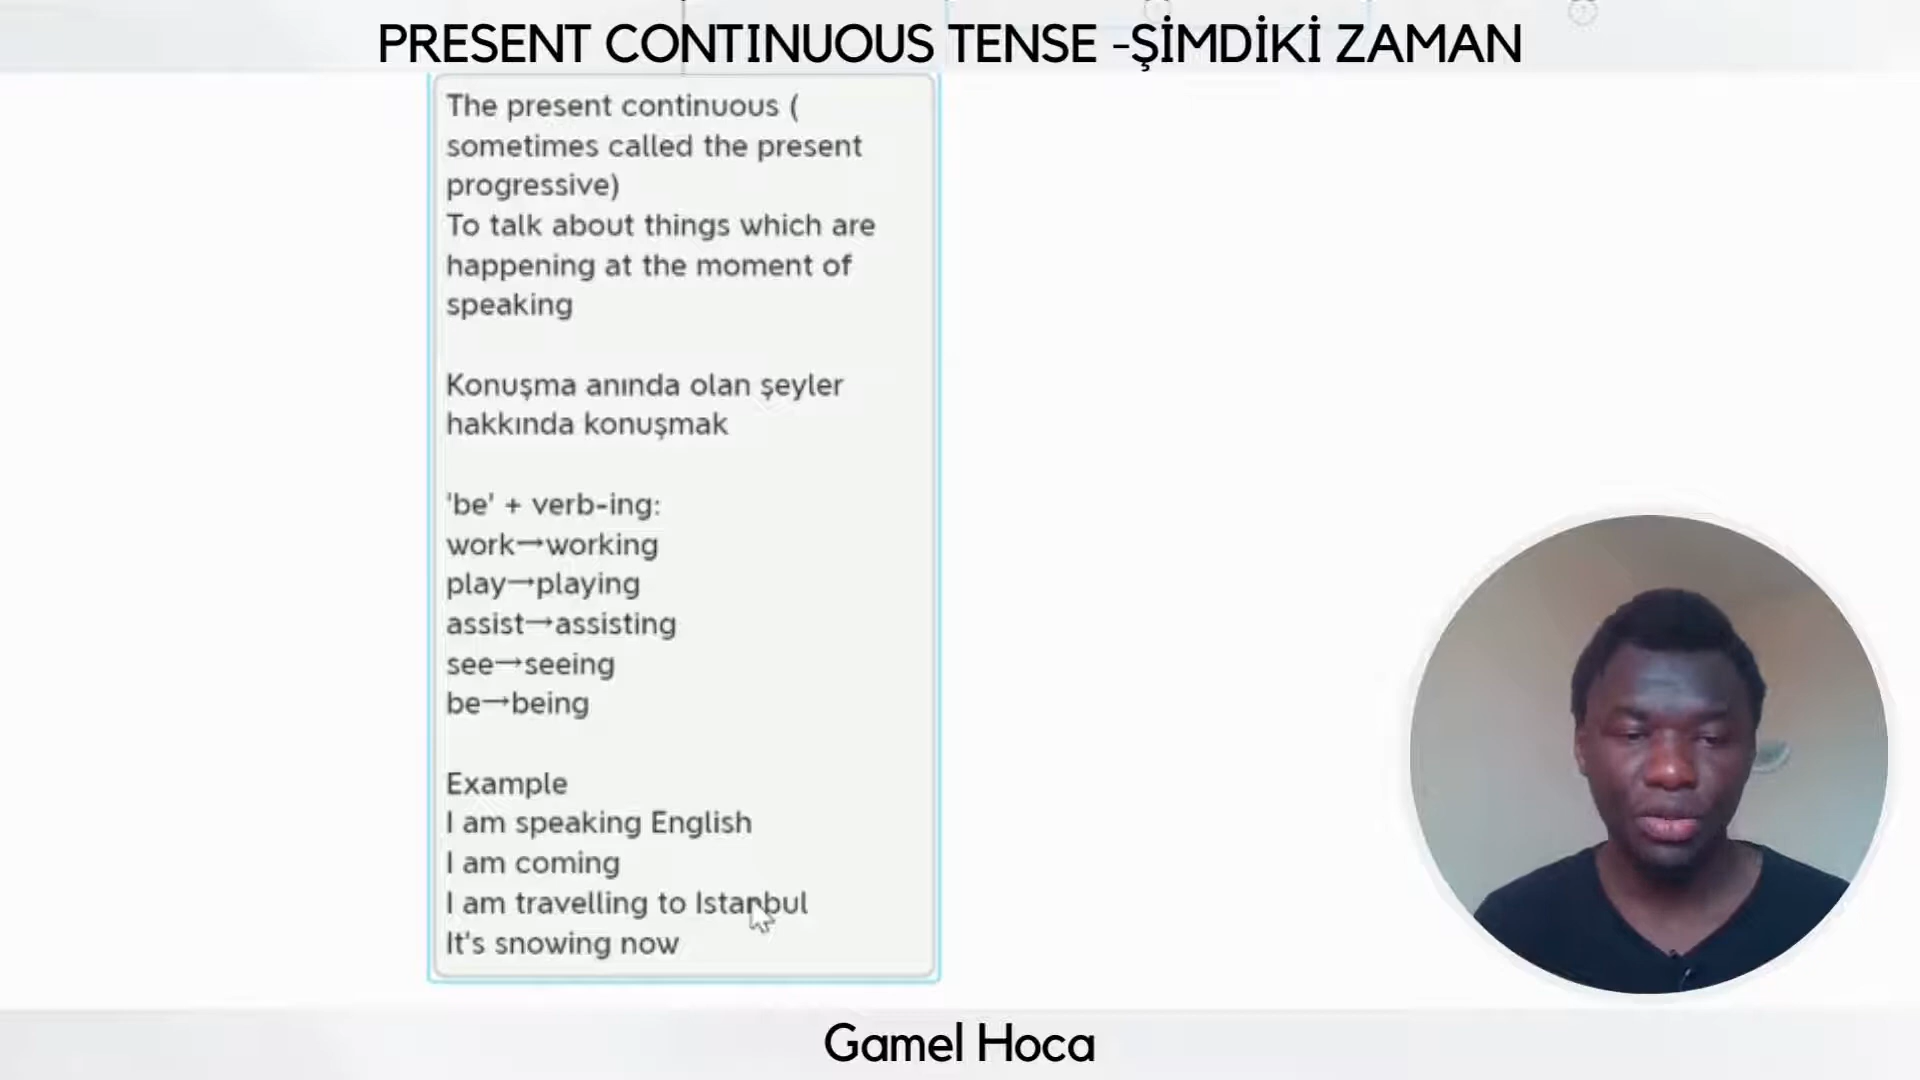 PRESENT CONTINUOUS TENSE -ŞİMDİKİ ZAMAN
The present continuous (
sometimes called the present
progressive)
To talk about things which are
happening at the moment of
speaking
Konuşma anında olan şeyler
hakkında konuşmak
'be' + verb-ing:
work→working
play→playing
assist→assisting
see→seeing
be→being
Example
I am speaking English
I am coming
I am travelling to Istanbul
It's snowing now
Gamel Hoca